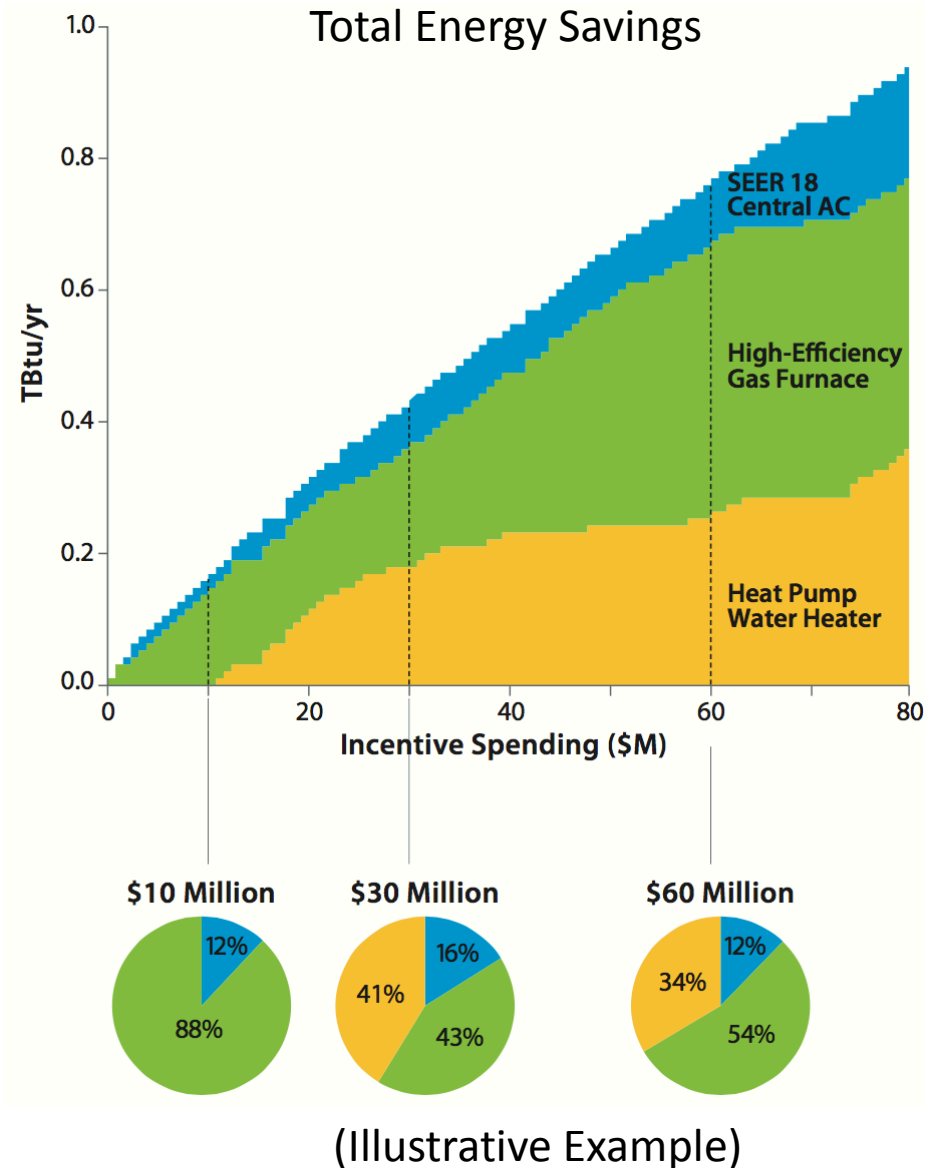 Total Energy Savings
1.0
0.8
0.6
0.4
0.2
0.0
TBtu/yr
SEER 18
Central AC
High-Efficiency
Gas Furnace
Heat Pump
Water Heater
0
20
40
60
80
Incentive Spending ($M)
$10 Million
$30 Million
$60 Million
12%
88%
16%
41%
43%
12%
34%
54%
(Illustrative Example)